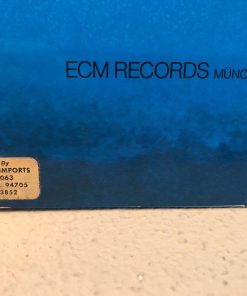 ECM RECORDS MÜNC
By
IMPORTS
063
94705
3852